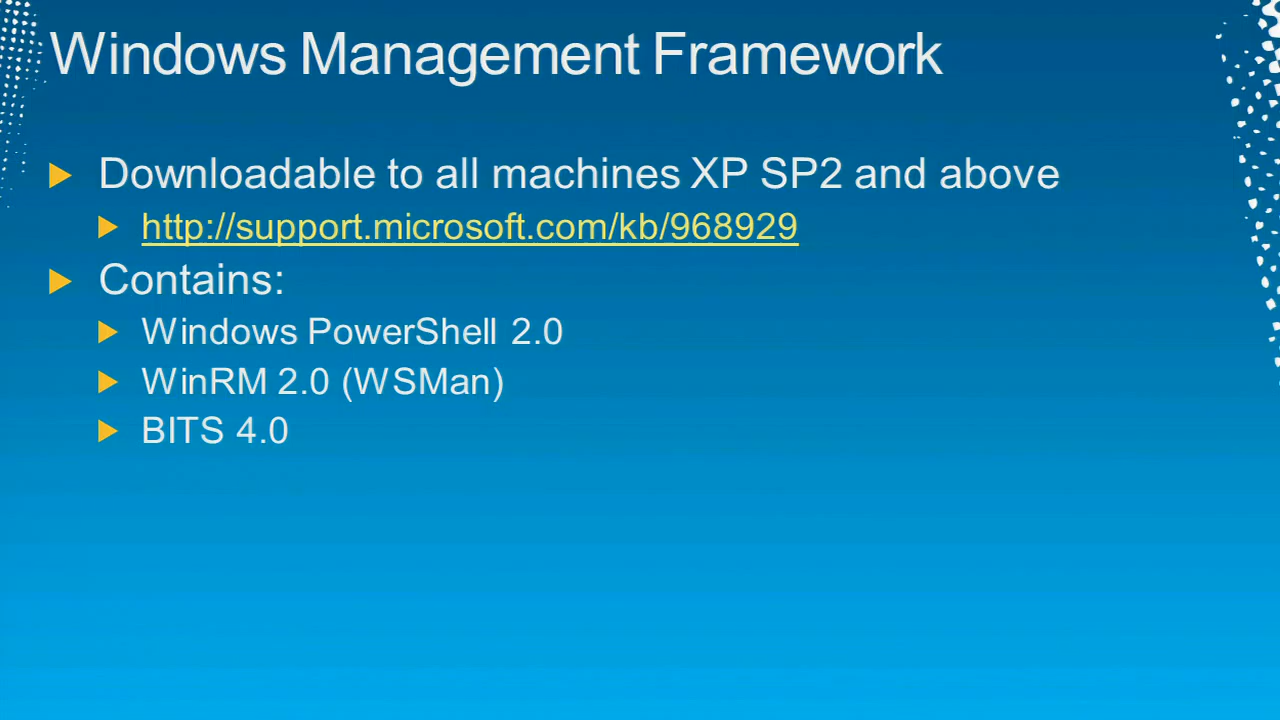 Windows Management Framework
Downloadable to all machines XP SP2 and above
http://support.microsoft.com/kb/968929
Contains:
Windows PowerShell 2.0
WinRM 2.0 (WSMan)
BITS 4.0